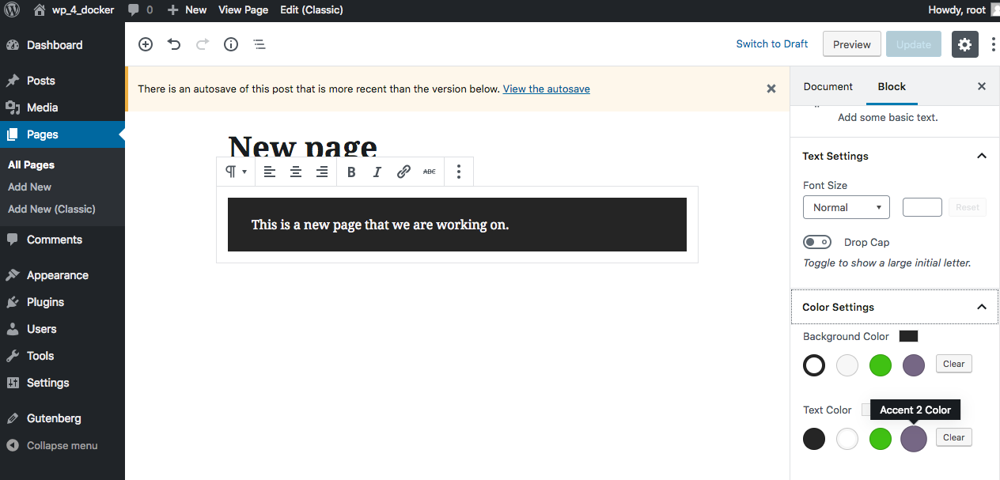 wp_4_docker 0 New View Page Edit (Classic) Howdy, root
Dashboard
Posts
Media
Pages
All Pages
Add New
Add New (Classic)
Comments
Appearance
Plugins
Users
Tools
Settings
Gutenberg
Collapse menu
Switch to Draft Preview Update
There is an autosave of this post that is more recent than the version below. View the autosave
New page
B I ABC
This is a new page that we are working on.
Document Block
Add some basic text.
Text Settings
Font Size
Normal Reset
Drop Cap
Toggle to show a large initial letter.
Color Settings
Background Color
Clear
Text Color Accent 2 Color
Clear